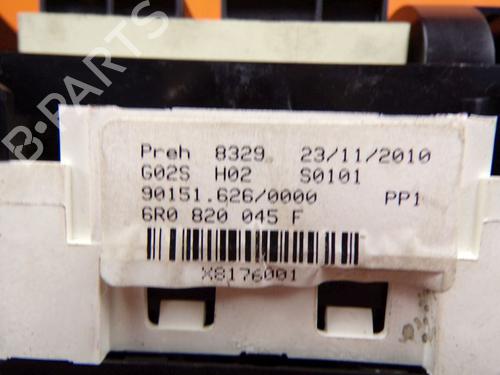 Preh 8329 23/11/2010
G02S H02 S0101
90151.626/0000 PP1
6R0 820 045 F
X8176001
B-PARTS